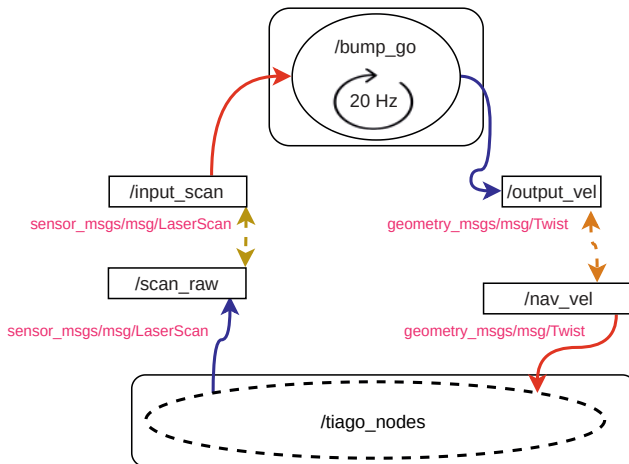 /bump_go
20 Hz
/input_scan
/output_vel
sensor_msgs/msg/LaserScan
geometry_msgs/msg/Twist
/scan_raw
/nav_vel
sensor_msgs/msg/LaserScan
geometry_msgs/msg/Twist
/tiago_nodes